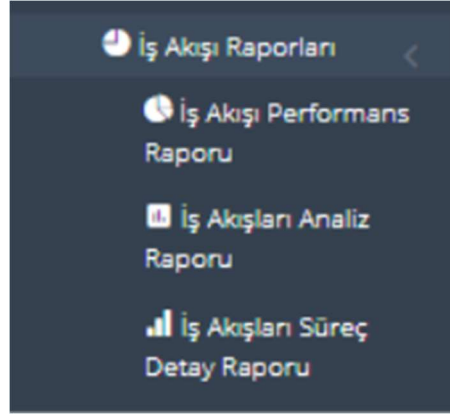 İş Akışı Raporları
İş Akışı Performans
Raporu
İş Akışları Analiz
Raporu
İş Akışları Süreç
Detay Raporu